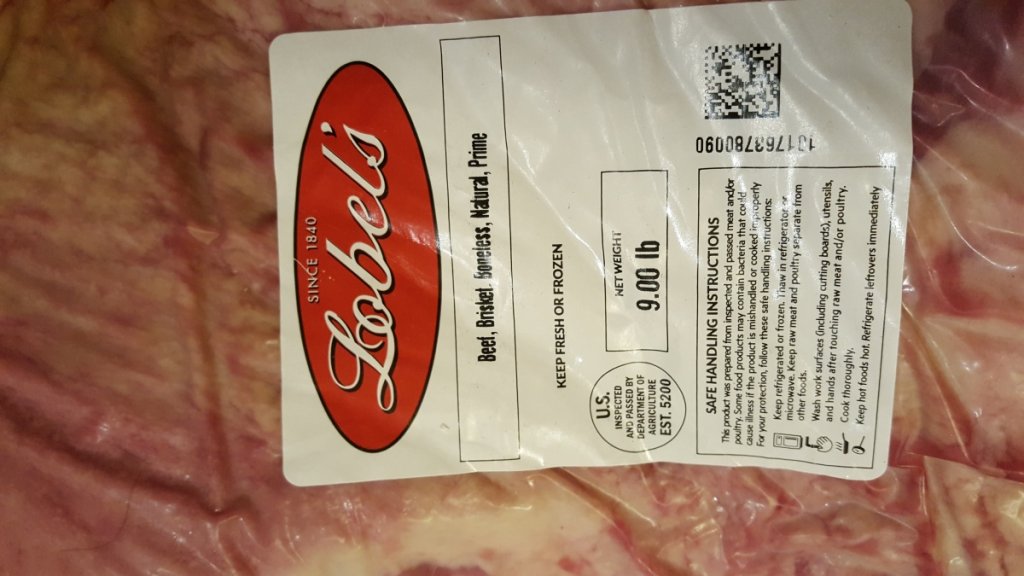 SINCE 1840
Lobel's
Beef, Brisket, Boneless, Natural, Prime
KEEP FRESH OR FROZEN
U.S.
INSPECTED
AND PASSED BY
DEPARTMENT OF
AGRICULTURE
EST. 5200
NET WEIGHT
9.00 lb
131763780090
SAFE HANDLING INSTRUCTIONS
This product was prepared from inspected and passed meat and/or
poultry. Some food products may contain bacteria that could
cause illness if the product is mishandled or cooked improperly
For your protection, follow these safe handling instructions:
Keep refrigerated or frozen. Thaw in refrigerator or
microwave. Keep raw meat and poultry separate from
other foods.
Wash work surfaces (including cutting boards), utensils,
and hands after touching raw meat and/or poultry.
Cook thoroughly.
Keep hot foods hot. Refrigerate leftovers immediately